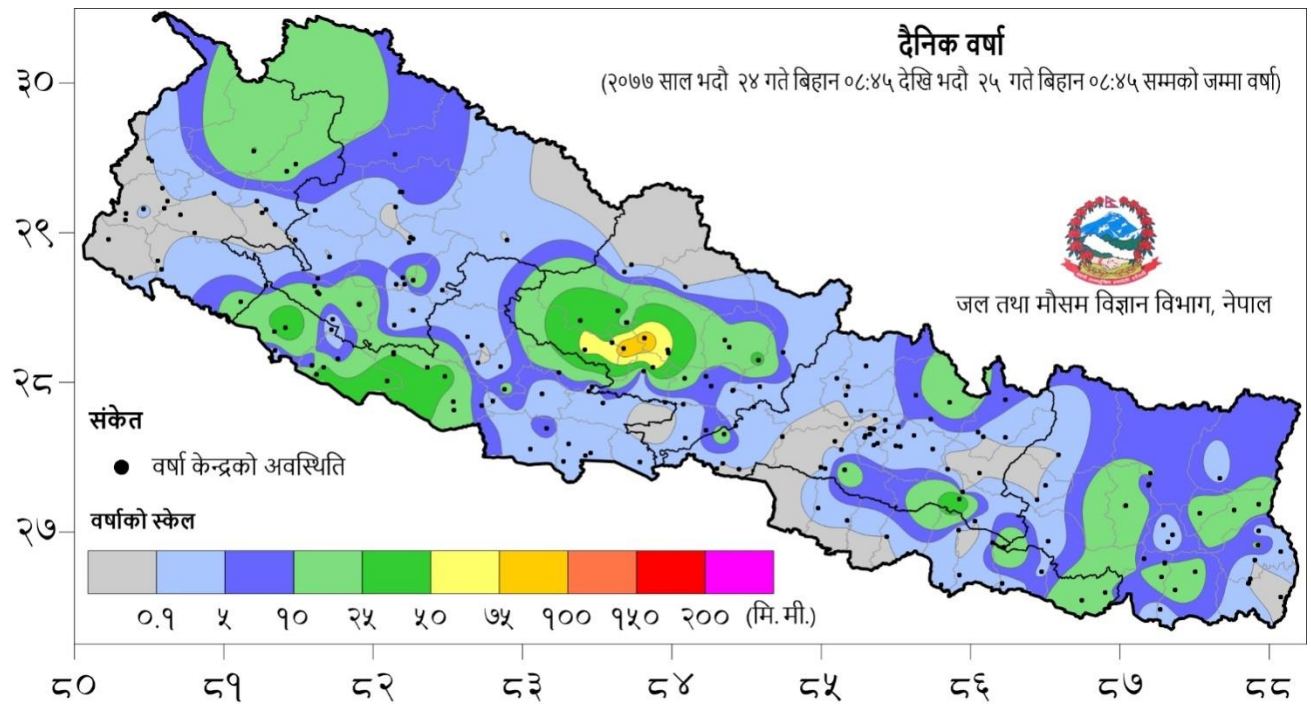 दैनिक वर्षा
(२०७७ साल भदौ २४ गते बिहान ०८:४५ देखि भदौ २५ गते बिहान ०८:४५ सम्मको जम्मा वर्षा)
३०
२९
२८
२७
जल तथा मौसम विज्ञान विभाग, नेपाल
संकेत
वर्षा केन्द्रको अवस्थिति
वर्षाको स्केल
०.१ ५ १० २५ ५० ७५ १०० १५० २०० (मि. मी.)
८० ८१ ८२ ८३ ८४ ८५ ८६ ८७ ८८